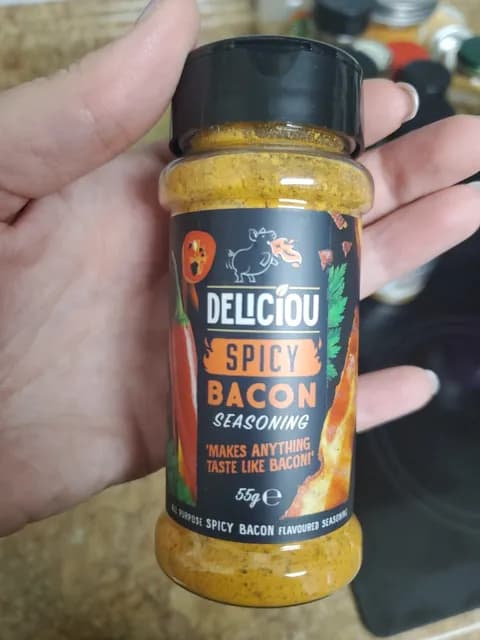 DELICIOU
SPICY
BACON
SEASONING
'MAKES ANYTHING
TASTE LIKE BACON!'
55g ℮
ALL PURPOSE SPICY BACON FLAVOURED SEASONING